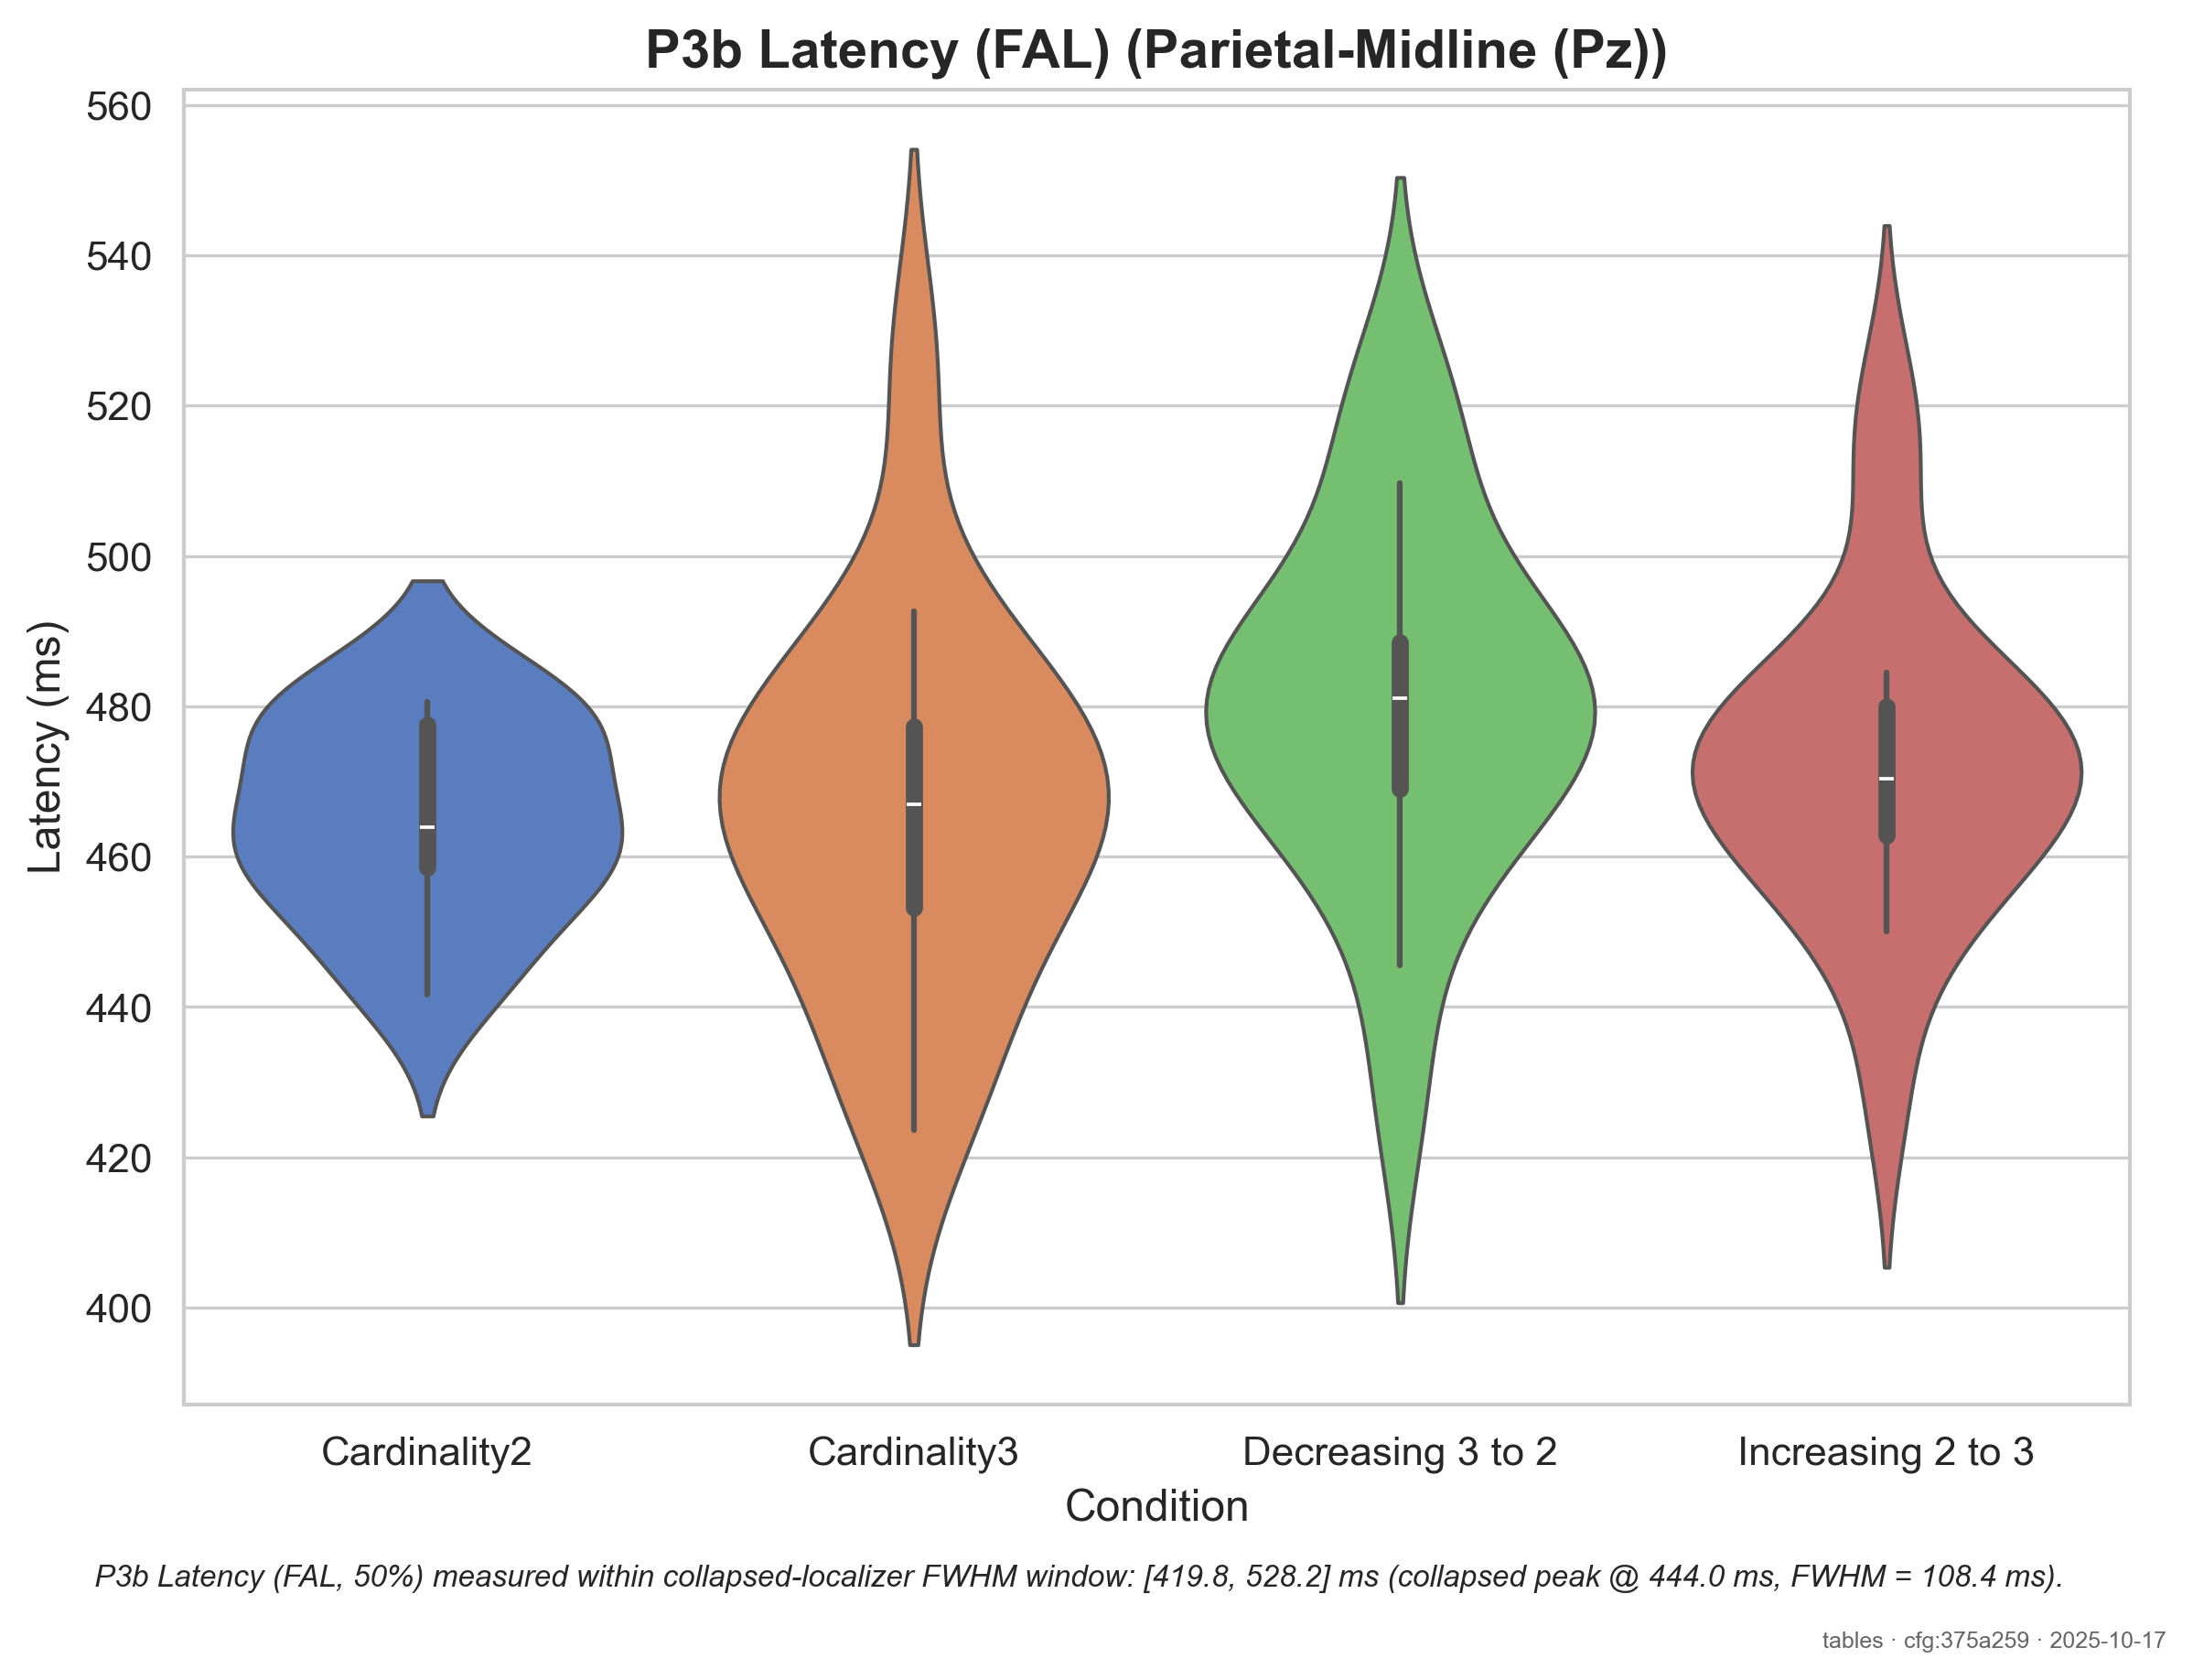 P3b Latency (FAL) (Parietal-Midline (Pz))
560
540
520
500
480
460
440
420
400
Latency (ms)
Cardinality2
Cardinality3
Decreasing 3 to 2
Increasing 2 to 3
Condition
P3b Latency (FAL, 50%) measured within collapsed-localizer FWHM window: [419.8, 528.2] ms (collapsed peak @ 444.0 ms, FWHM = 108.4 ms).
tables · cfg:375a259 · 2025-10-17